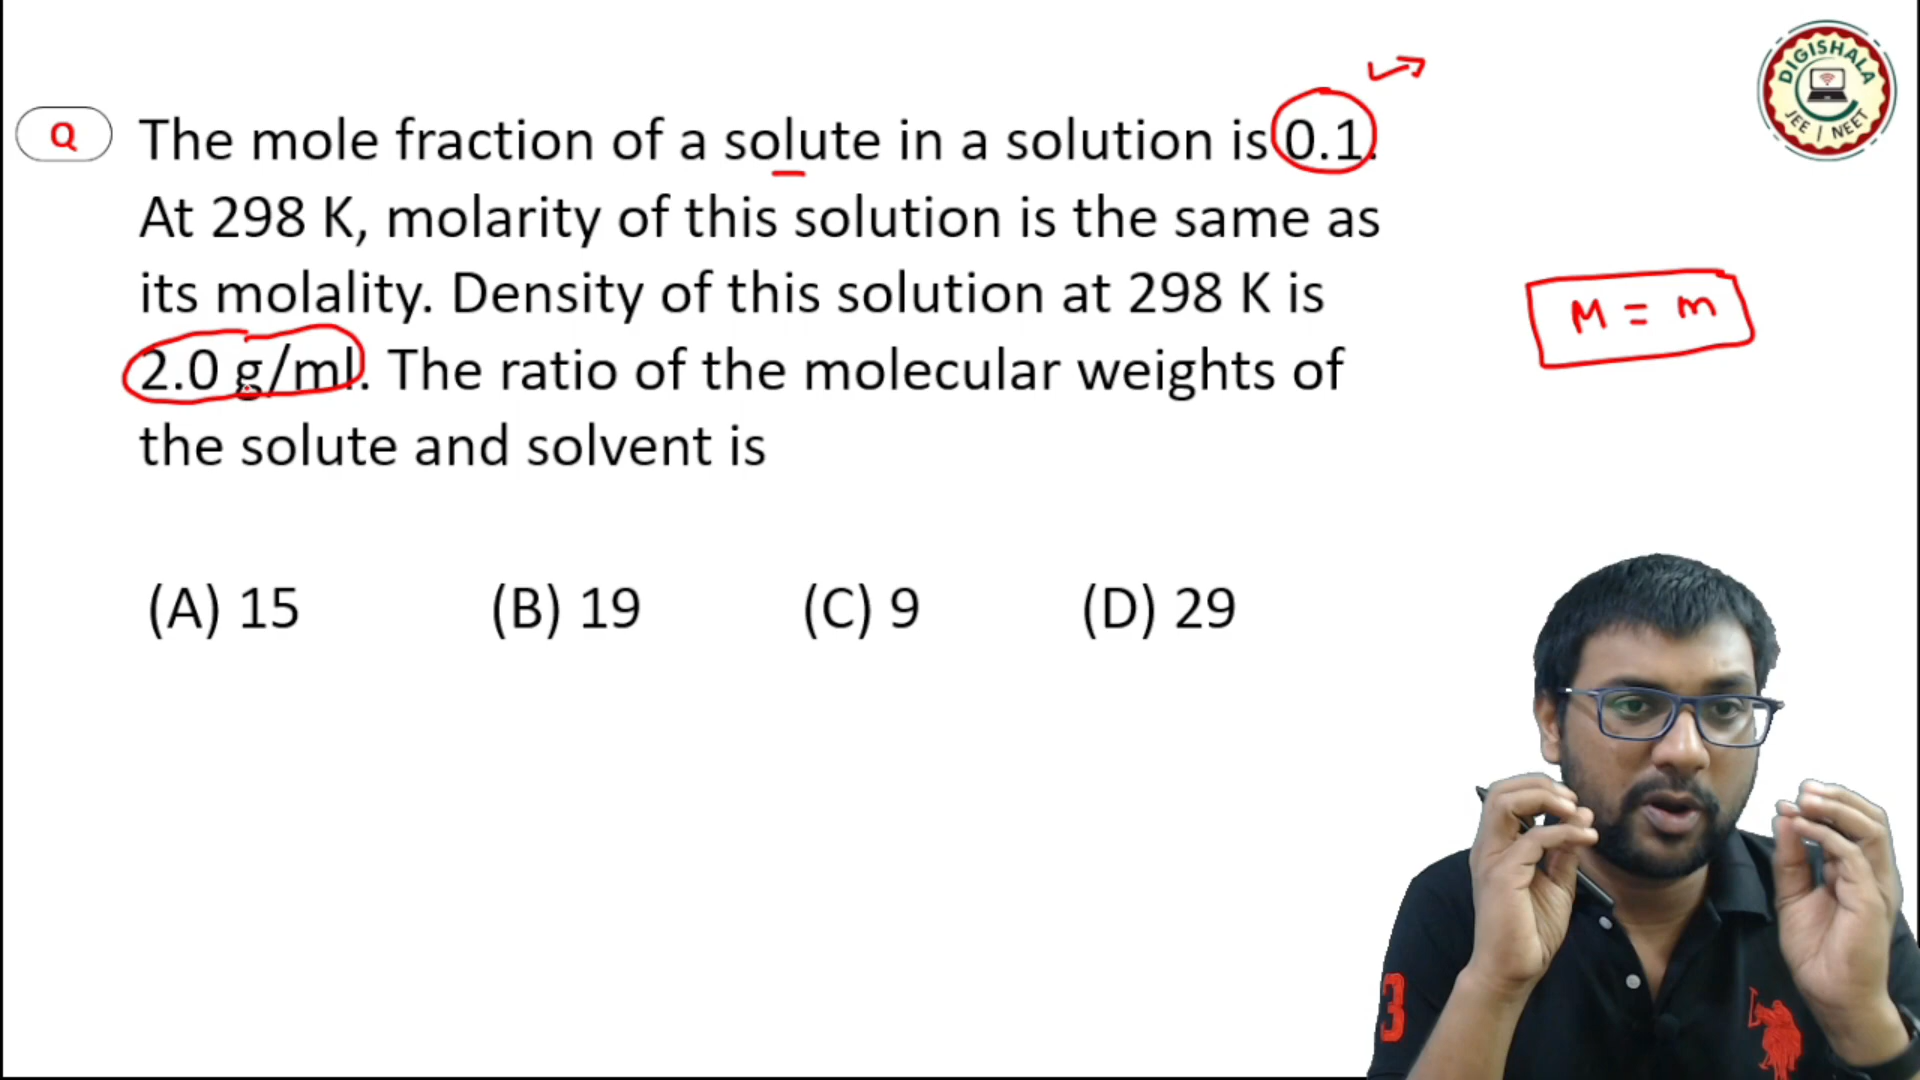 DIGISHALA
JEE | NEET
Q
The mole fraction of a solute in a solution is 0.1.
At 298 K, molarity of this solution is the same as
its molality. Density of this solution at 298 K is
2.0 g/ml. The ratio of the molecular weights of
the solute and solvent is
M = m
(A) 15 (B) 19 (C) 9 (D) 29
3